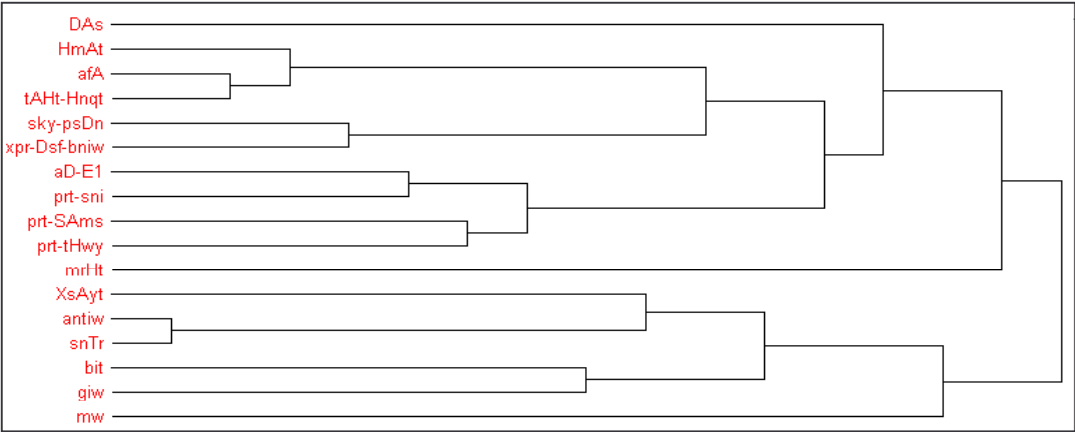 DAs
HmAt
afA
tAHt-Hnqt
sky-psDn
xpr-Dsf-bniw
aD-E1
prt-sni
prt-SAms
prt-tHwy
mrHt
XsAyt
antiw
snTr
bit
giw
mw